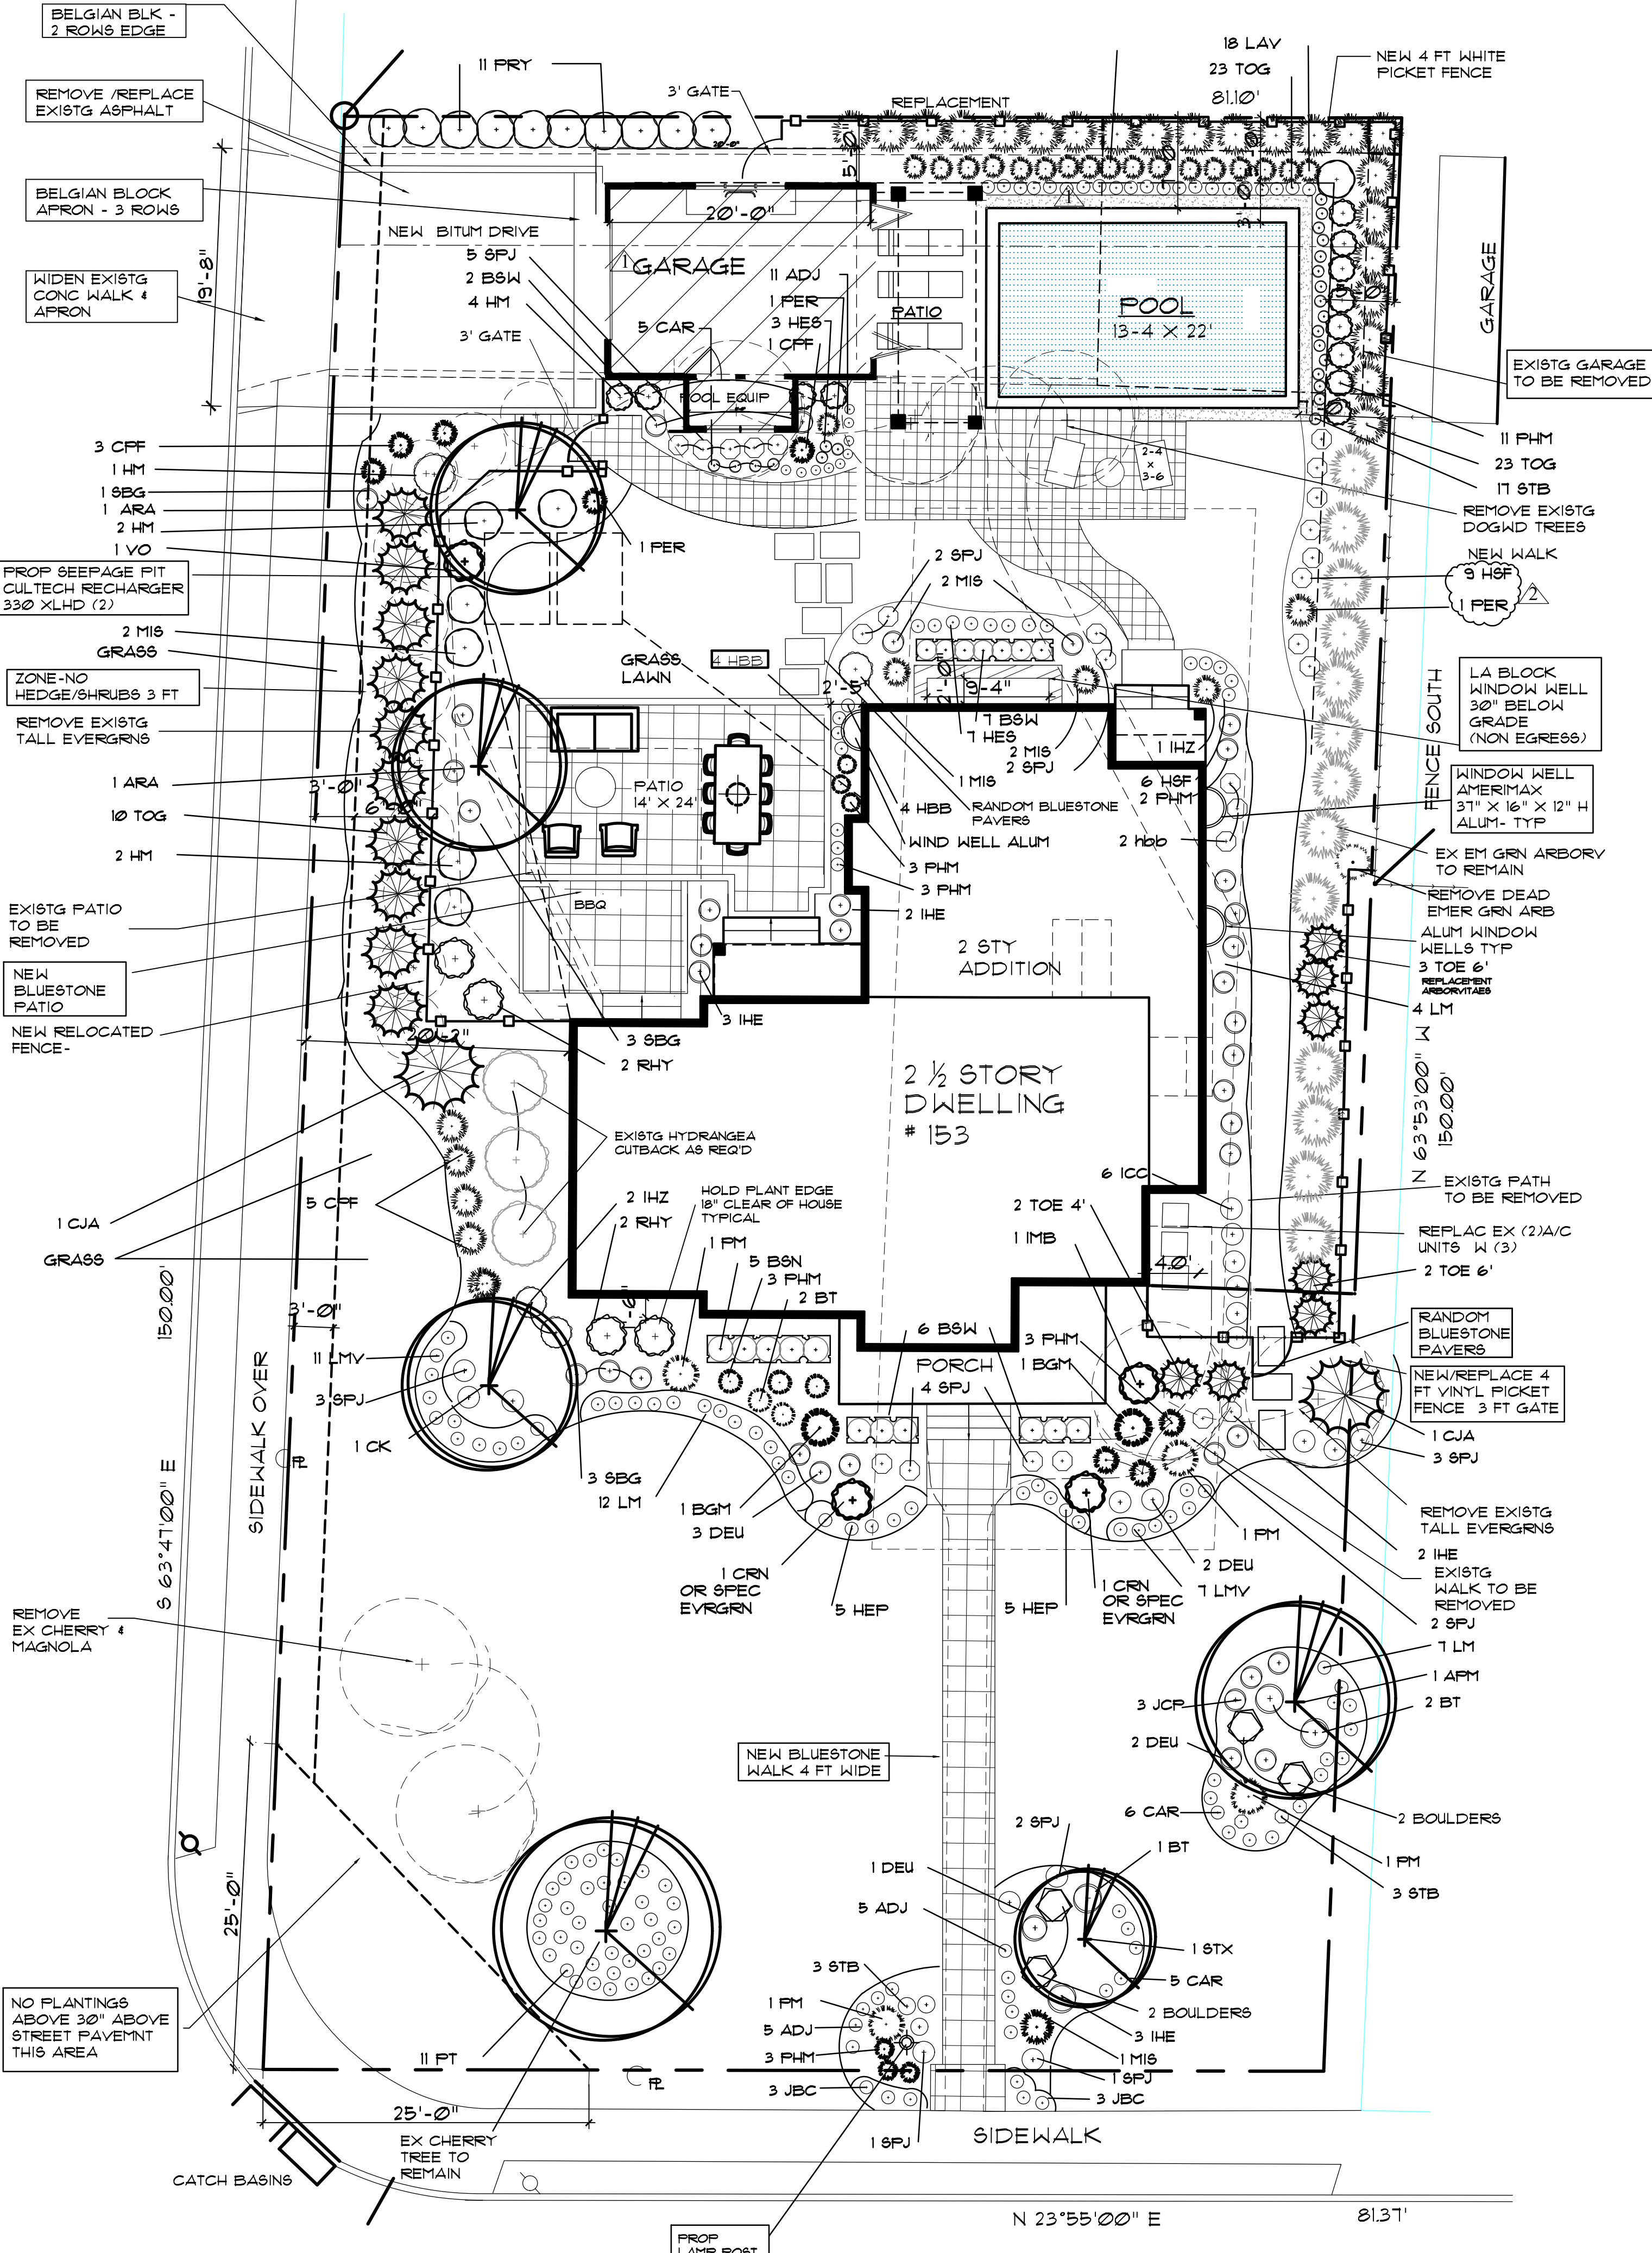 BELGIAN BLK -
2 ROWS EDGE
REMOVE /REPLACE
EXISTG ASPHALT
BELGIAN BLOCK
APRON - 3 ROWS
WIDEN EXISTG
CONC WALK &
APRON
19'-8"
11 PRY
3' GATE
REPLACEMENT
18 LAV
23 TOG
81.10'
NEW 4 FT WHITE
PICKET FENCE
20'-0"
5'-0"
3'-0"
NEW BITUM DRIVE
5 SPJ
2 BSW
4 HM
3' GATE
1
GARAGE
20'-0"
5 CAR
11 ADJ
1 PER
3 HES
1 CPF
POOL EQUIP
PATIO
1
POOL
13-4 X 22'
GARAGE
EXISTG GARAGE
TO BE REMOVED
11 PHM
23 TOG
17 STB
REMOVE EXISTG
DOGWD TREES
2-4
X
3-6
NEW WALK
9 HSF
1 PER
2
3 CPF
1 HM
1 SBG
1 ARA
2 HM
1 VO
PROP SEEPAGE PIT
CULTECH RECHARGER
330 XLHD (2)
2 MIS
GRASS
ZONE-NO
HEDGE/SHRUBS 3 FT
REMOVE EXISTG
TALL EVERGRNS
1 ARA
3'-0"
10 TOG
2 HM
EXISTG PATIO
TO BE
REMOVED
NEW
BLUESTONE
PATIO
NEW RELOCATED
FENCE-
20'-2"
1 PER
2 SPJ
2 MIS
GRASS
LAWN
4 HBB
2'-5"
9-4"
7 BSW
7 HES
2 MIS
2 SPJ
1 MIS
1 IHZ
6 HSF
2 PHM
2 hbb
4 HBB
RANDOM BLUESTONE
PAVERS
WIND WELL ALUM
3 PHM
3 PHM
2 IHE
PATIO
14' X 24'
BBQ
3 IHE
3 SBG
2 RHY
2 STY
ADDITION
LA BLOCK
WINDOW WELL
30" BELOW
GRADE
(NON EGRESS)
WINDOW WELL
AMERIMAX
37" X 16" X 12" H
ALUM- TYP
FENCE SOUTH
EX EM GRN ARBORV
TO REMAIN
REMOVE DEAD
EMER GRN ARB
ALUM WINDOW
WELLS TYP
3 TOE 6'
REPLACEMENT
ARBORVITAES
4 LM
N 63°53'00" W
150.00'
2 ½ STORY
DWELLING
# 153
EXISTG HYDRANGEA
CUTBACK AS REQ'D
5 CPF
1 CJA
GRASS
2 IHZ
2 RHY
HOLD PLANT EDGE
18" CLEAR OF HOUSE
TYPICAL
1 PM
5 BSN
3 PHM
2 BT
6 ICC
2 TOE 4'
1 IMB
4.0'
EXISTG PATH
TO BE REMOVED
REPLAC EX (2)A/C
UNITS W (3)
2 TOE 6'
RANDOM
BLUESTONE
PAVERS
NEW/REPLACE 4
FT VINYL PICKET
FENCE 3 FT GATE
1 CJA
3 SPJ
150.00'
3'-0"
11 LMV
3 SPJ
1 CK
SIDEWALK OVER
S 63°47'00" E
PL
6 BSW
PORCH
4 SPJ
3 PHM
1 BGM
3 SBG
12 LM
1 BGM
3 DEU
1 CRN
OR SPEC
EVRGRN
5 HEP
5 HEP
1 CRN
OR SPEC
EVRGRN
1 PM
2 DEU
7 LMV
REMOVE EXISTG
TALL EVERGRNS
2 IHE
EXISTG
WALK TO BE
REMOVED
2 SPJ
7 LM
1 APM
2 BT
3 JCP
2 DEU
REMOVE
EX CHERRY &
MAGNOLA
NEW BLUESTONE
WALK 4 FT WIDE
6 CAR
2 BOULDERS
1 PM
3 STB
2 SPJ
1 BT
1 DEU
5 ADJ
1 STX
5 CAR
2 BOULDERS
3 IHE
1 MIS
1 SPJ
3 JBC
3 STB
1 PM
5 ADJ
3 PHM
3 JBC
1 SPJ
25'-0"
NO PLANTINGS
ABOVE 30" ABOVE
STREET PAVEMNT
THIS AREA
11 PT
PL
25'-0"
EX CHERRY
TREE TO
REMAIN
CATCH BASINS
SIDEWALK
N 23°55'00" E
81.37'
PROP
LAMP POST